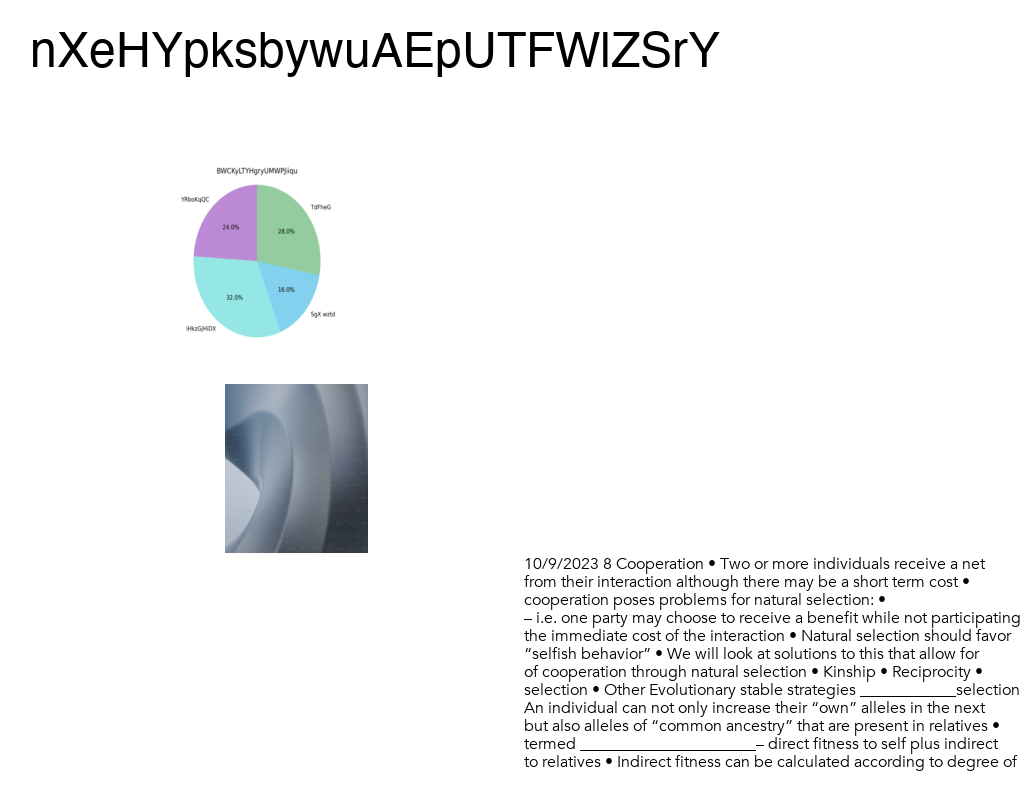 nXeHYpksbywuAEpUTFWIZSrY
BWCKyLTYHgryUMWPJiiqu
YRboKqQC
TdFheG
24.0%
28.0%
16.0%
32.0%
SgX wztd
iHkzGjHiDX
10/9/2023 8 Cooperation • Two or more individuals receive a net
from their interaction although there may be a short term cost •
cooperation poses problems for natural selection: •
– i.e. one party may choose to receive a benefit while not participating
the immediate cost of the interaction • Natural selection should favor
“selfish behavior” • We will look at solutions to this that allow for
of cooperation through natural selection • Kinship • Reciprocity •
selection • Other Evolutionary stable strategies ____________selection
An individual can not only increase their “own” alleles in the next
but also alleles of “common ancestry” that are present in relatives •
termed ______________________– direct fitness to self plus indirect
to relatives • Indirect fitness can be calculated according to degree of